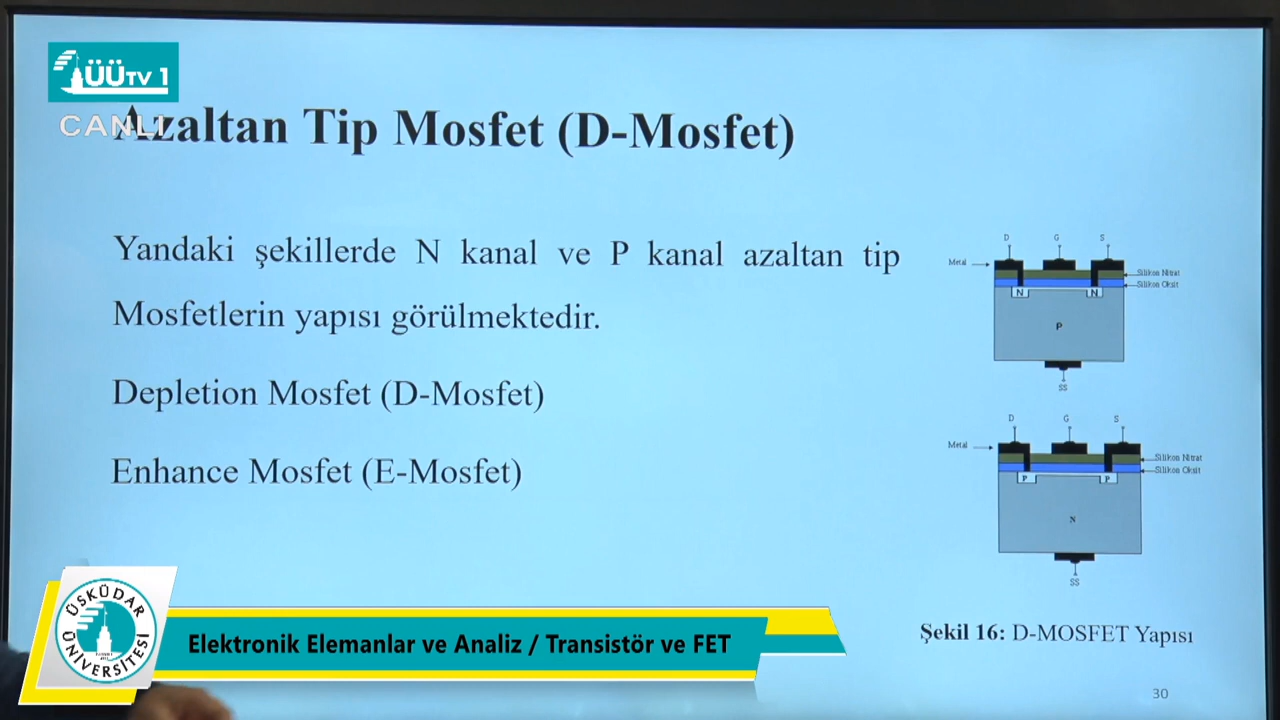 ÜÜTV 1
CANLI
Azaltan Tip Mosfet (D-Mosfet)
Yandaki şekillerde N kanal ve P kanal azaltan tip
Mosfetlerin yapısı görülmektedir.
Depletion Mosfet (D-Mosfet)
Enhance Mosfet (E-Mosfet)
D G S
Metal
Silikon Nitrat
Silikon Oksit
N N
P
SS
D G S
Metal
Silikon Nitrat
Silikon Oksit
P P
N
SS
Şekil 16: D-MOSFET Yapısı
30
ÜSKÜDAR
ÜNİVERSİTESİ
Elektronik Elemanlar ve Analiz / Transistör ve FET